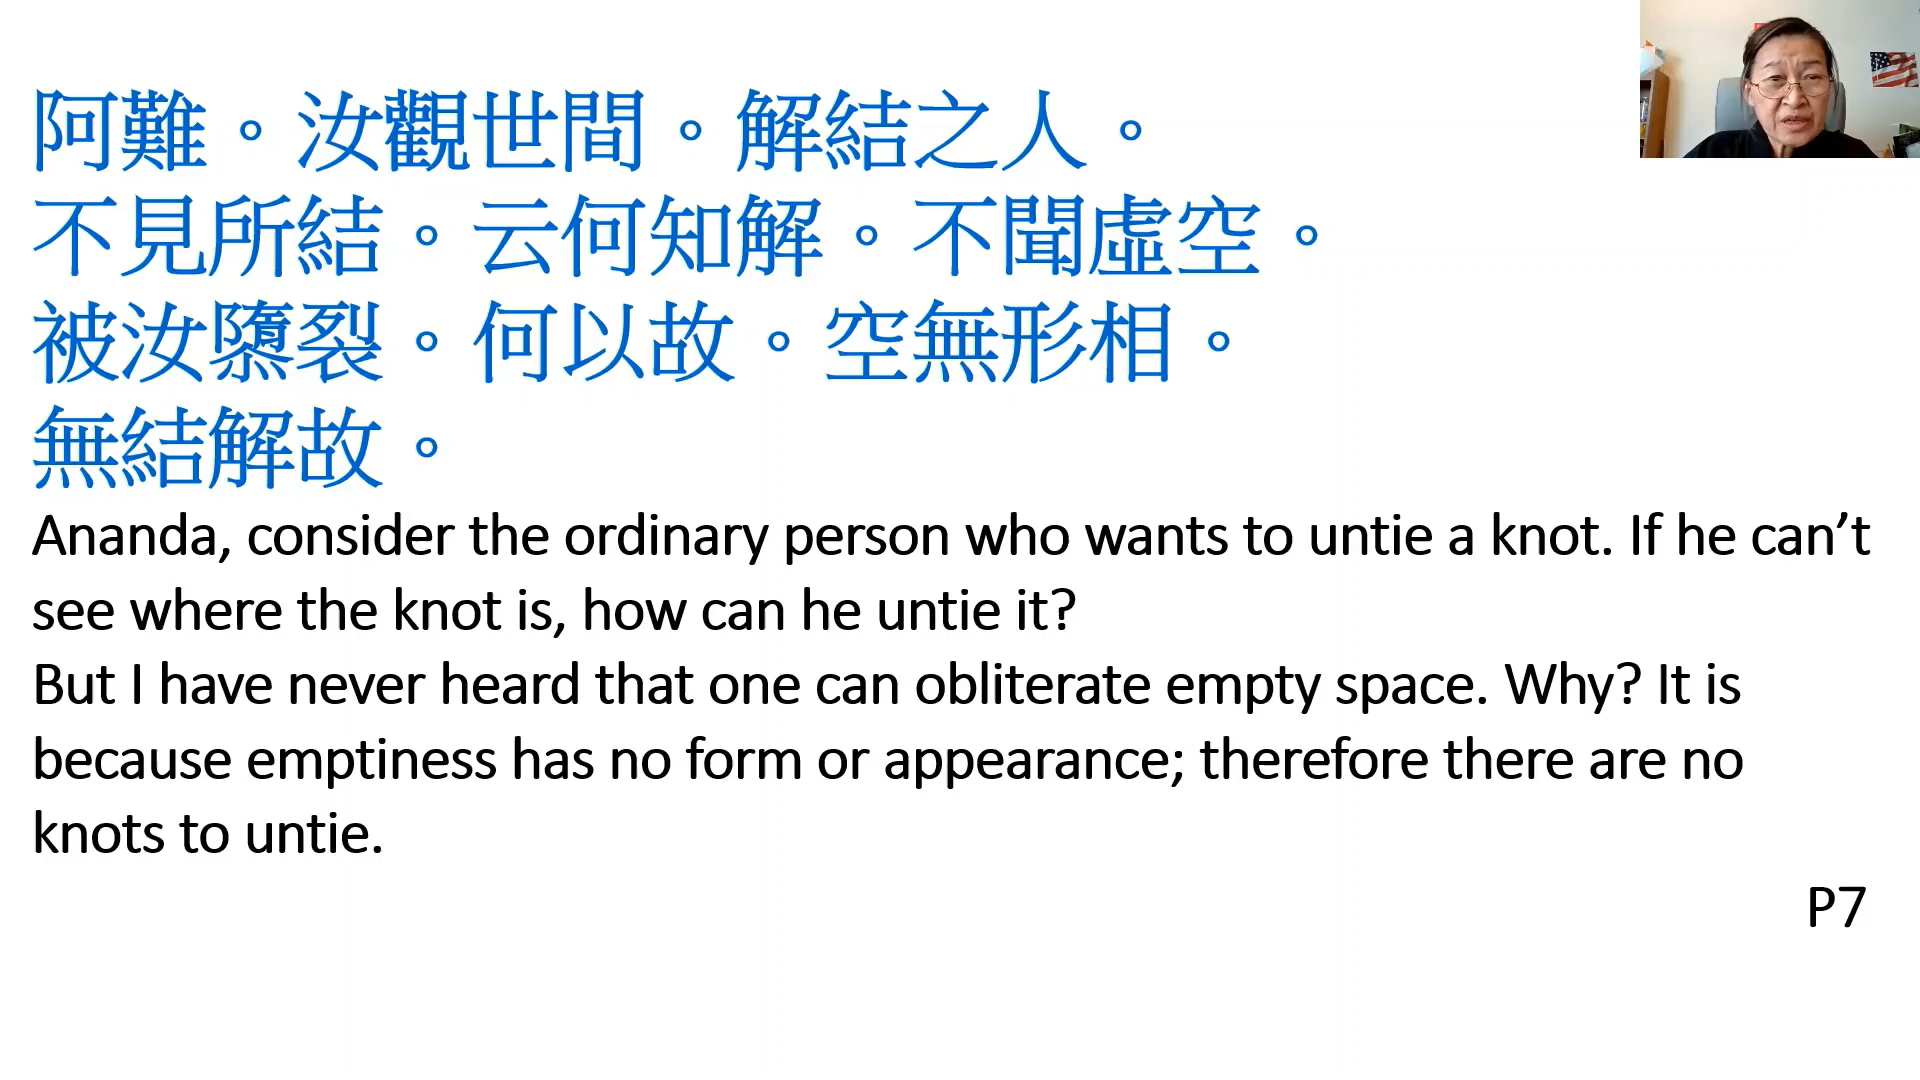 阿難。汝觀世間。解結之人。
不見所結。云何知解。不聞虛空。
被汝隳裂。何以故。空無形相。
無結解故。
Ananda, consider the ordinary person who wants to untie a knot. If he can’t
see where the knot is, how can he untie it?
But I have never heard that one can obliterate empty space. Why? It is
because emptiness has no form or appearance; therefore there are no
knots to untie.
P7